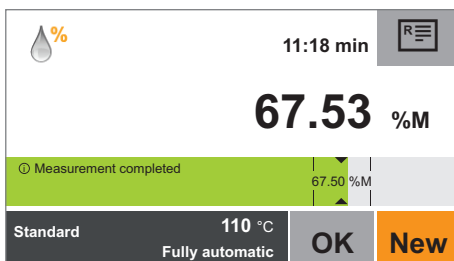 %
11:18 min
R
67.53 %M
ⓘ Measurement completed
67.50 %M
Standard
110 °C
Fully automatic
OK
New